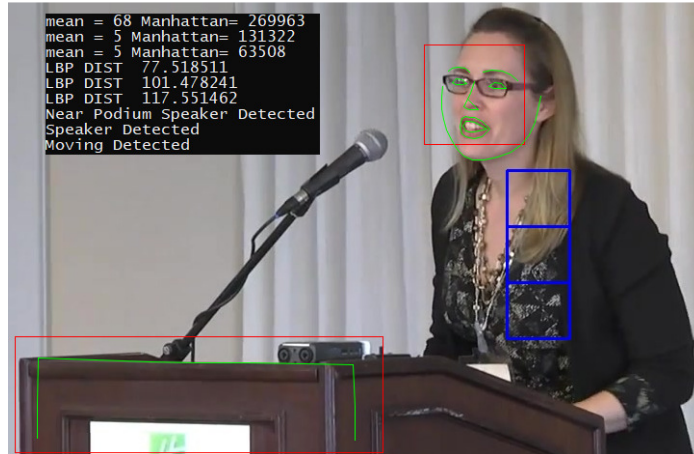 mean = 68 Manhattan= 269963
mean = 5 Manhattan= 131322
mean = 5 Manhattan= 63508
LBP DIST  77.518511
LBP DIST  101.478241
LBP DIST  117.551462
Near Podium Speaker Detected
Speaker Detected
Moving Detected